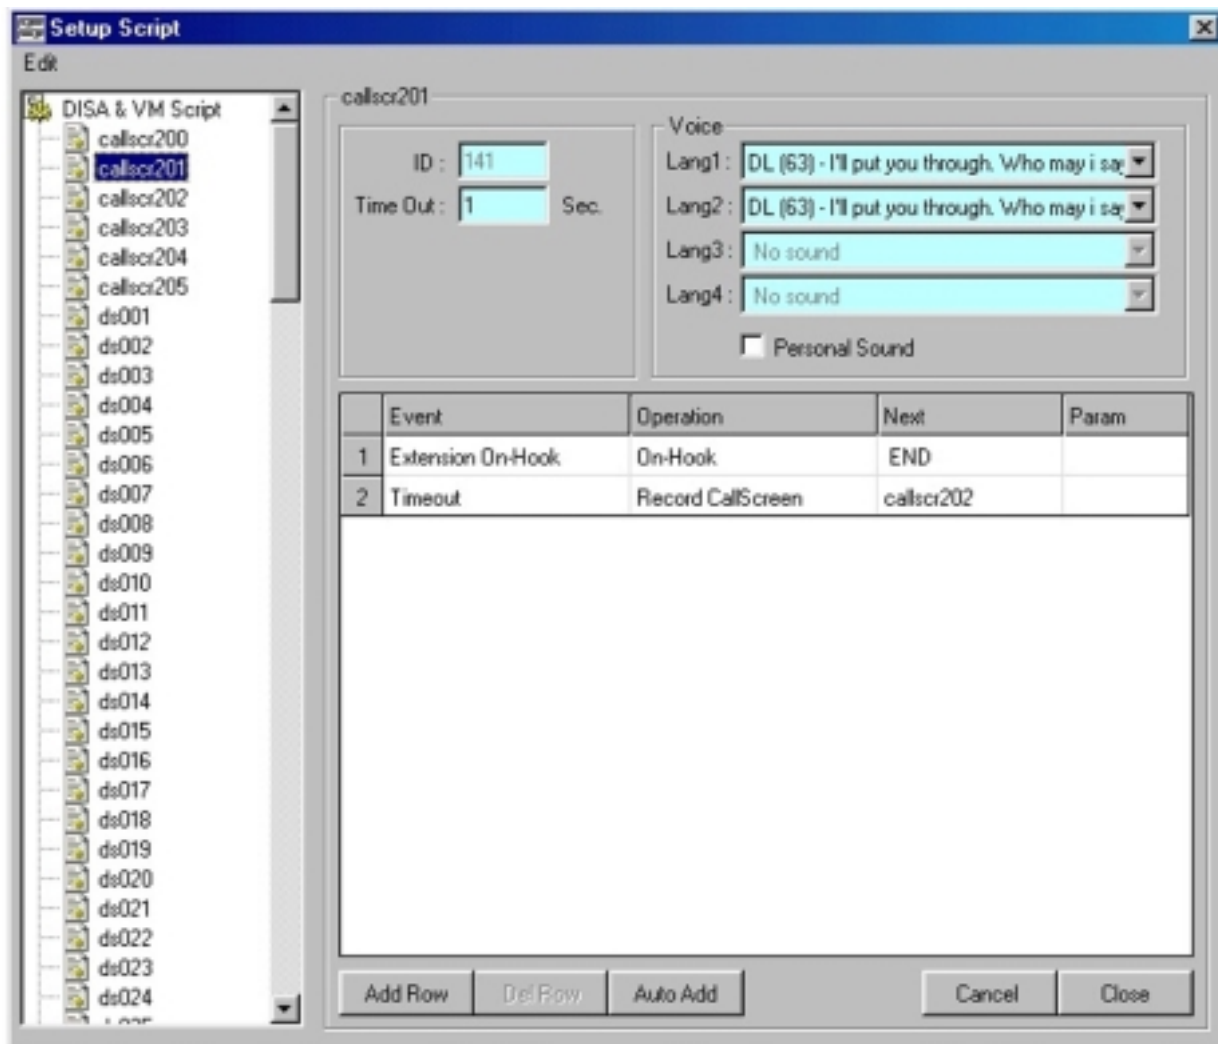 Setup Script
Edit
DISA & VM Script
callscr200
callscr201
callscr202
callscr203
callscr204
callscr205
ds001
ds002
ds003
ds004
ds005
ds006
ds007
ds008
ds009
ds010
ds011
ds012
ds013
ds014
ds015
ds016
ds017
ds018
ds019
ds020
ds021
ds022
ds023
ds024
callscr201
ID : 141
Time Out : 1 Sec.
Voice
Lang1 : DL (63) - I'll put you through. Who may i say
Lang2 : DL (63) - I'll put you through. Who may i say
Lang3 : No sound
Lang4 : No sound
Personal Sound
Event Operation Next Param
1 Extension On-Hook On-Hook END
2 Timeout Record CallScreen callscr202
Add Row Del Row Auto Add Cancel Close